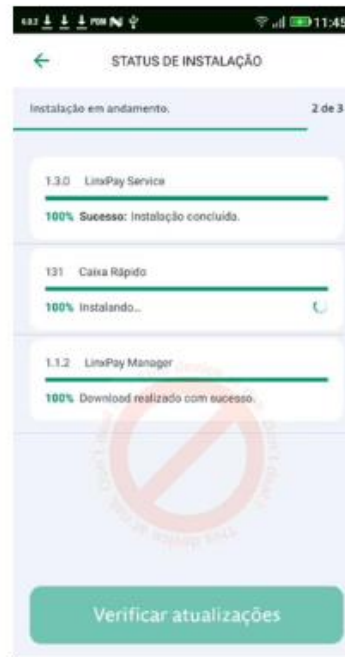 11:45
STATUS DE INSTALAÇÃO
Instalação em andamento. 2 de 3
1.3.0 LinxPay Service
100% Sucesso: Instalação concluída.
131 Caixa Rápido
100% Instalando...
1.1.2 LinxPay Manager
100% Download realizado com sucesso.
Verificar atualizações